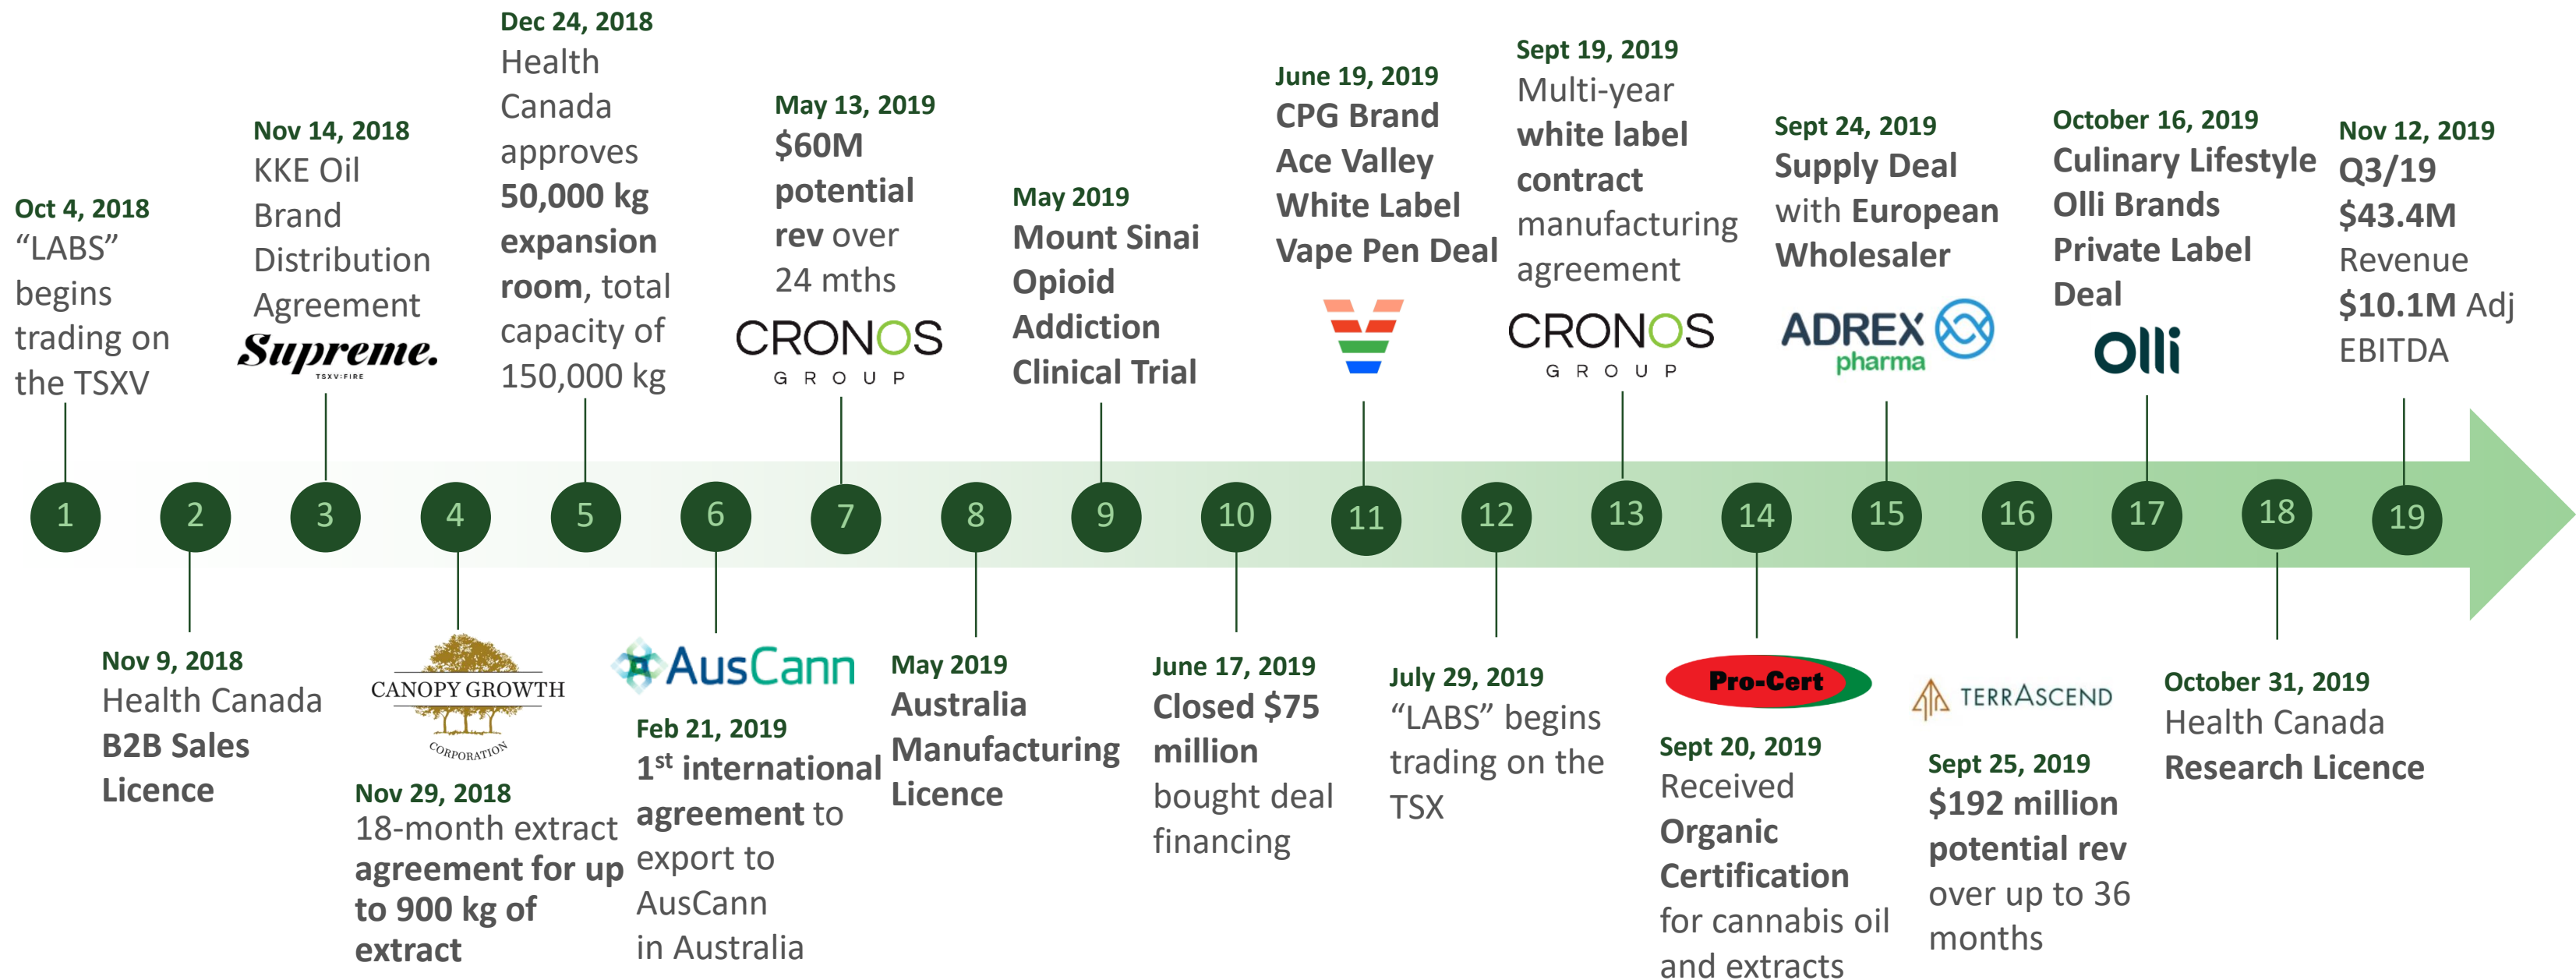 Oct 4, 2018
“LABS”
begins
trading on
the TSXV
Nov 14, 2018
KKE Oil
Brand
Distribution
Agreement
Supreme.
TSXV:FIRE
Dec 24, 2018
Health
Canada
approves
50,000 kg
expansion
room, total
capacity of
150,000 kg
May 13, 2019
$60M
potential
rev over
24 mths
CRONOS
GROUP
May 2019
Mount Sinai
Opioid
Addiction
Clinical Trial
June 19, 2019
CPG Brand
Ace Valley
White Label
Vape Pen Deal
Sept 19, 2019
Multi-year
white label
contract
manufacturing
agreement
CRONOS
GROUP
Sept 24, 2019
Supply Deal
with European
Wholesaler
ADREX
pharma
October 16, 2019
Culinary Lifestyle
Olli Brands
Private Label
Deal
olli
Nov 12, 2019
Q3/19
$43.4M
Revenue
$10.1M Adj
EBITDA
1 2 3 4 5 6 7 8 9 10 11 12 13 14 15 16 17 18 19
Nov 9, 2018
Health Canada
B2B Sales
Licence
CANOPY GROWTH
CORPORATION
Nov 29, 2018
18-month extract
agreement for up
to 900 kg of
extract
AusCann
Feb 21, 2019
1st international
agreement to
export to
AusCann
in Australia
May 2019
Australia
Manufacturing
Licence
June 17, 2019
Closed $75
million
bought deal
financing
July 29, 2019
“LABS” begins
trading on the
TSX
Pro-Cert
Sept 20, 2019
Received
Organic
Certification
for cannabis oil
and extracts
TERRASCEND
Sept 25, 2019
$192 million
potential rev
over up to 36
months
October 31, 2019
Health Canada
Research Licence